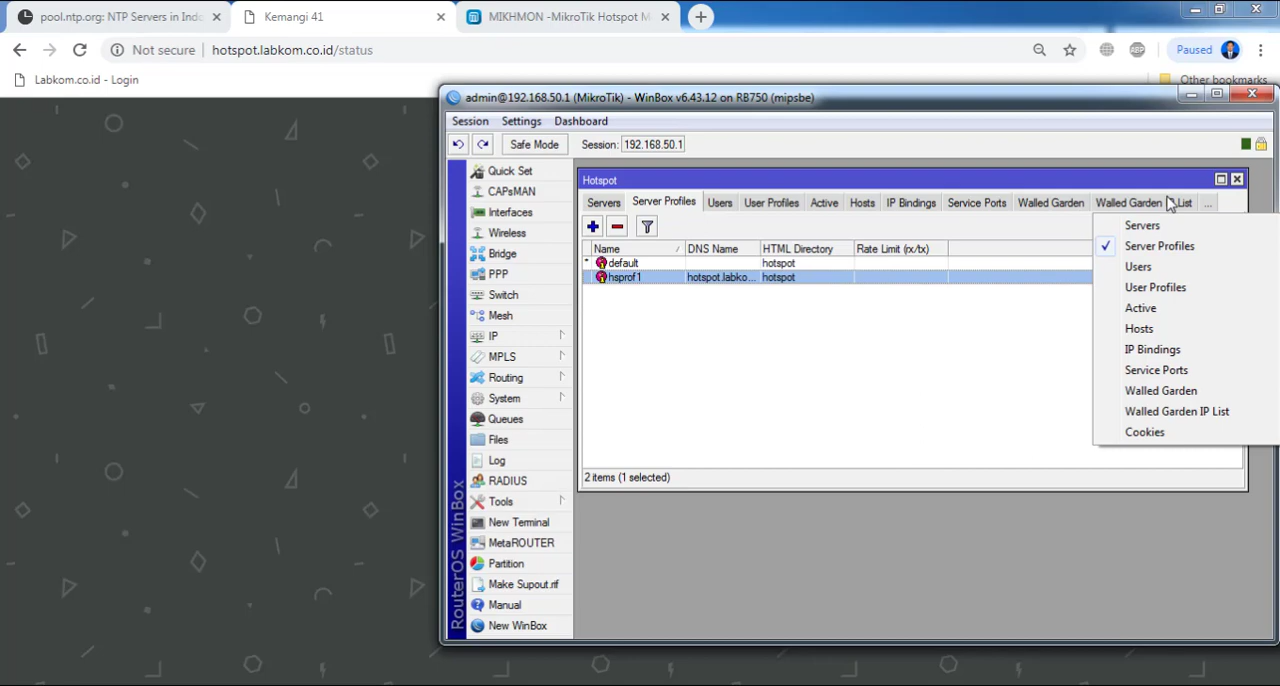 pool.ntp.org: NTP Servers in Indo
Kemangi 41
MIKHMON -MikroTik Hotspot M
Not secure
hotspot.labkom.co.id/status
ABP
Paused
Labkom.co.id - Login
Other bookmarks
admin@192.168.50.1 (MikroTik) - WinBox v6.43.12 on RB750 (mipsbe)
Session Settings Dashboard
Safe Mode Session: 192.168.50.1
Quick Set
CAPsMAN
Interfaces
Wireless
Bridge
PPP
Switch
Mesh
IP
MPLS
Routing
System
Queues
Files
Log
RADIUS
Tools
New Terminal
MetaROUTER
Partition
Make Supout.rif
Manual
New WinBox
RouterOS WinBox
Hotspot
Servers Server Profiles Users User Profiles Active Hosts IP Bindings Service Ports Walled Garden Walled Garden List ...
Name DNS Name HTML Directory Rate Limit (rx/tx)
* default hotspot
hsprof1 hotspot.labko... hotspot
2 items (1 selected)
Servers
Server Profiles
Users
User Profiles
Active
Hosts
IP Bindings
Service Ports
Walled Garden
Walled Garden IP List
Cookies